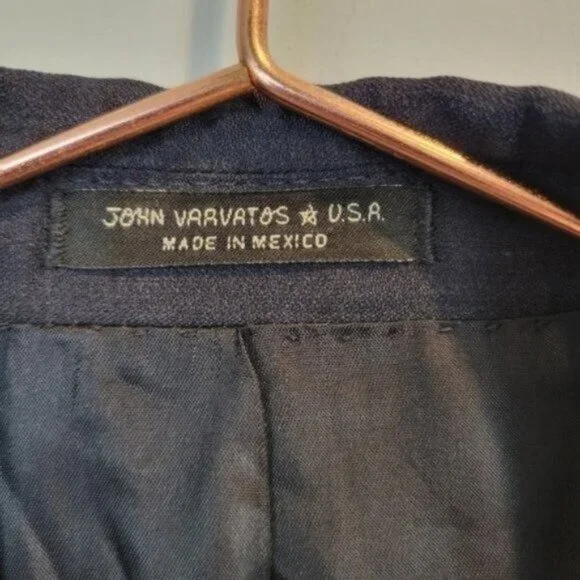 JOHN VARVATOS ☆ U.S.A.
MADE IN MEXICO